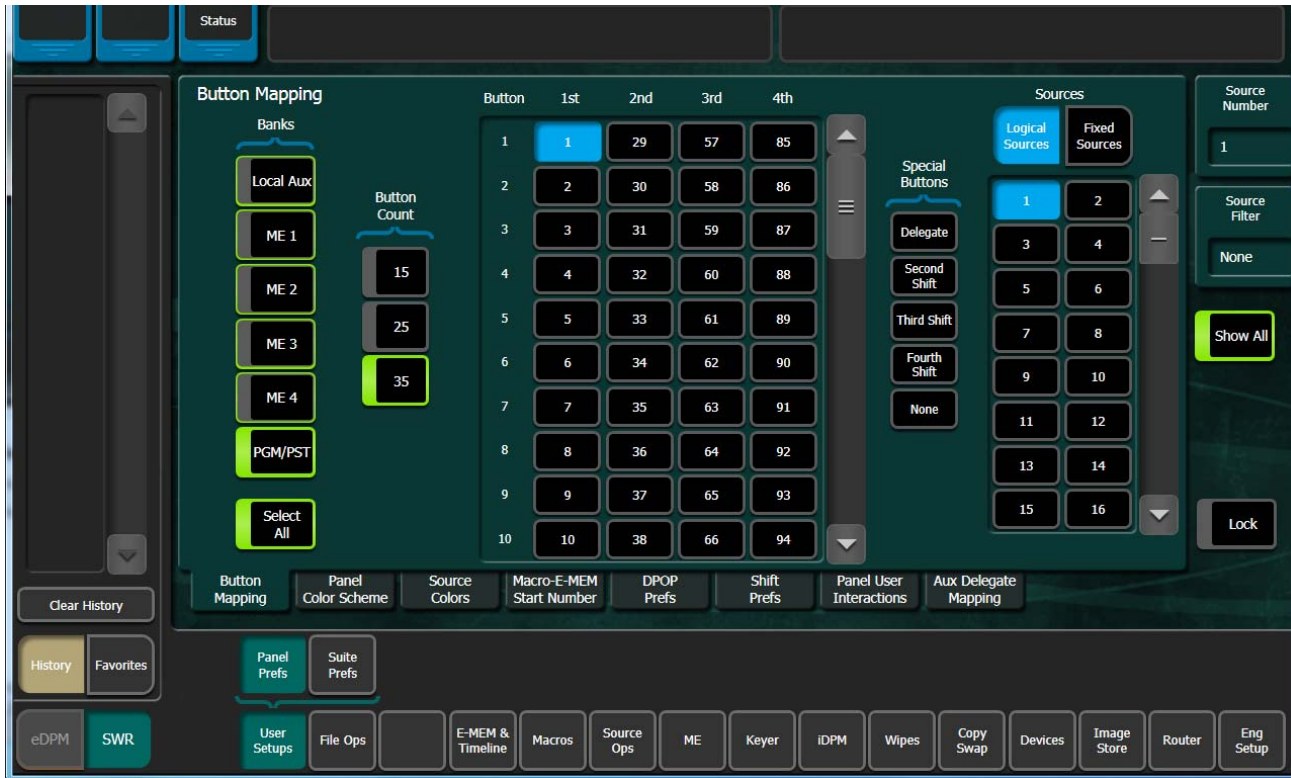 Status
Button Mapping
Banks
Local Aux
ME 1
ME 2
ME 3
ME 4
PGM/PST
Select
All
Button
Count
15
25
35
Button 1st 2nd 3rd 4th
1 1 29 57 85
2 2 30 58 86
3 3 31 59 87
4 4 32 60 88
5 5 33 61 89
6 6 34 62 90
7 7 35 63 91
8 8 36 64 92
9 9 37 65 93
10 10 38 66 94
Special
Buttons
Delegate
Second
Shift
Third Shift
Fourth
Shift
None
Sources
Logical
Sources
Fixed
Sources
1 2
3 4
5 6
7 8
9 10
11 12
13 14
15 16
Source
Number
1
Source
Filter
None
Show All
Lock
Button
Mapping
Panel
Color Scheme
Source
Colors
Macro-E-MEM
Start Number
DPOP
Prefs
Shift
Prefs
Panel User
Interactions
Aux Delegate
Mapping
Clear History
History
Favorites
Panel
Prefs
Suite
Prefs
eDPM
SWR
User
Setups
File Ops
E-MEM &
Timeline
Macros
Source
Ops
ME
Keyer
iDPM
Wipes
Copy
Swap
Devices
Image
Store
Router
Eng
Setup